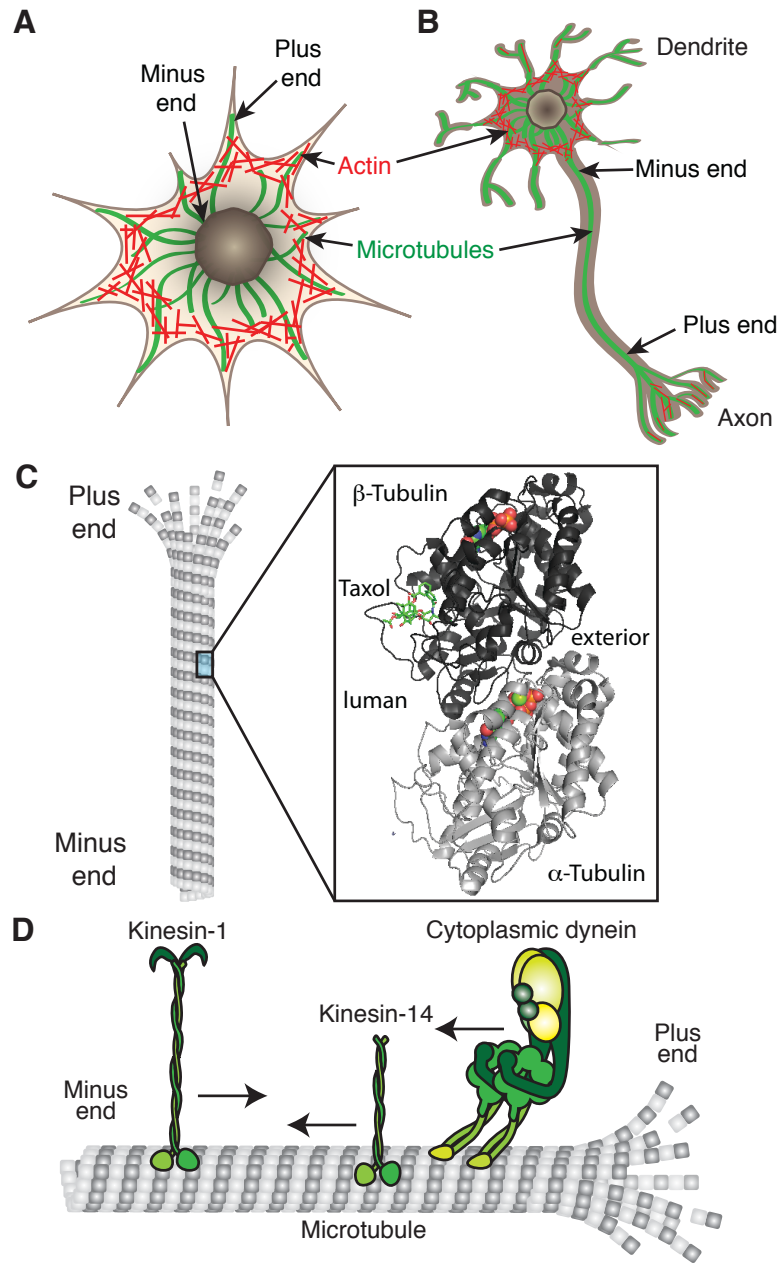 A
Plus
end
Minus
end
Actin
Microtubules
B
Dendrite
Minus end
Plus end
Axon
C
Plus
end
Minus
end
β-Tubulin
Taxol
exterior
luman
α-Tubulin
D
Kinesin-1
Cytoplasmic dynein
Kinesin-14
Plus
end
Minus
end
Microtubule